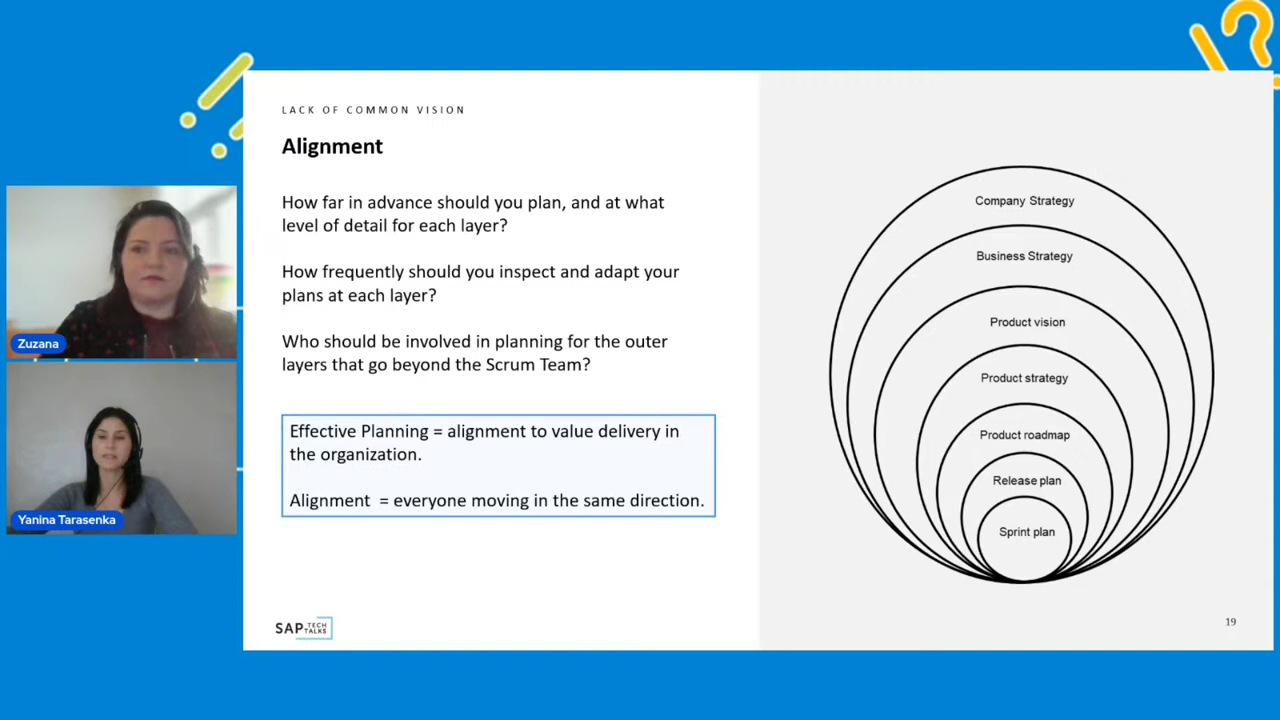 LACK OF COMMON VISION
Alignment
How far in advance should you plan, and at what
level of detail for each layer?
How frequently should you inspect and adapt your
plans at each layer?
Who should be involved in planning for the outer
layers that go beyond the Scrum Team?
Effective Planning = alignment to value delivery in
the organization.
Alignment = everyone moving in the same direction.
Company Strategy
Business Strategy
Product vision
Product strategy
Product roadmap
Release plan
Sprint plan
Zuzana
Yanina Tarasenka
SAP TECH
TALKS
19